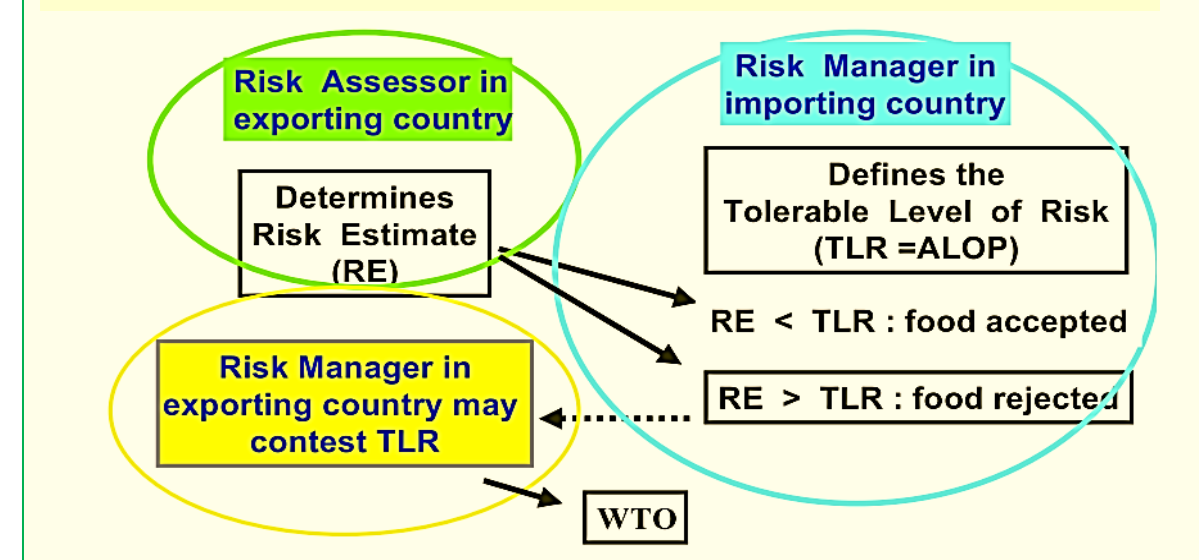 Risk Assessor in
exporting country
Determines
Risk Estimate
(RE)
Risk Manager in
importing country
Defines the
Tolerable Level of Risk
(TLR =ALOP)
RE < TLR : food accepted
RE > TLR : food rejected
Risk Manager in
exporting country may
contest TLR
WTO